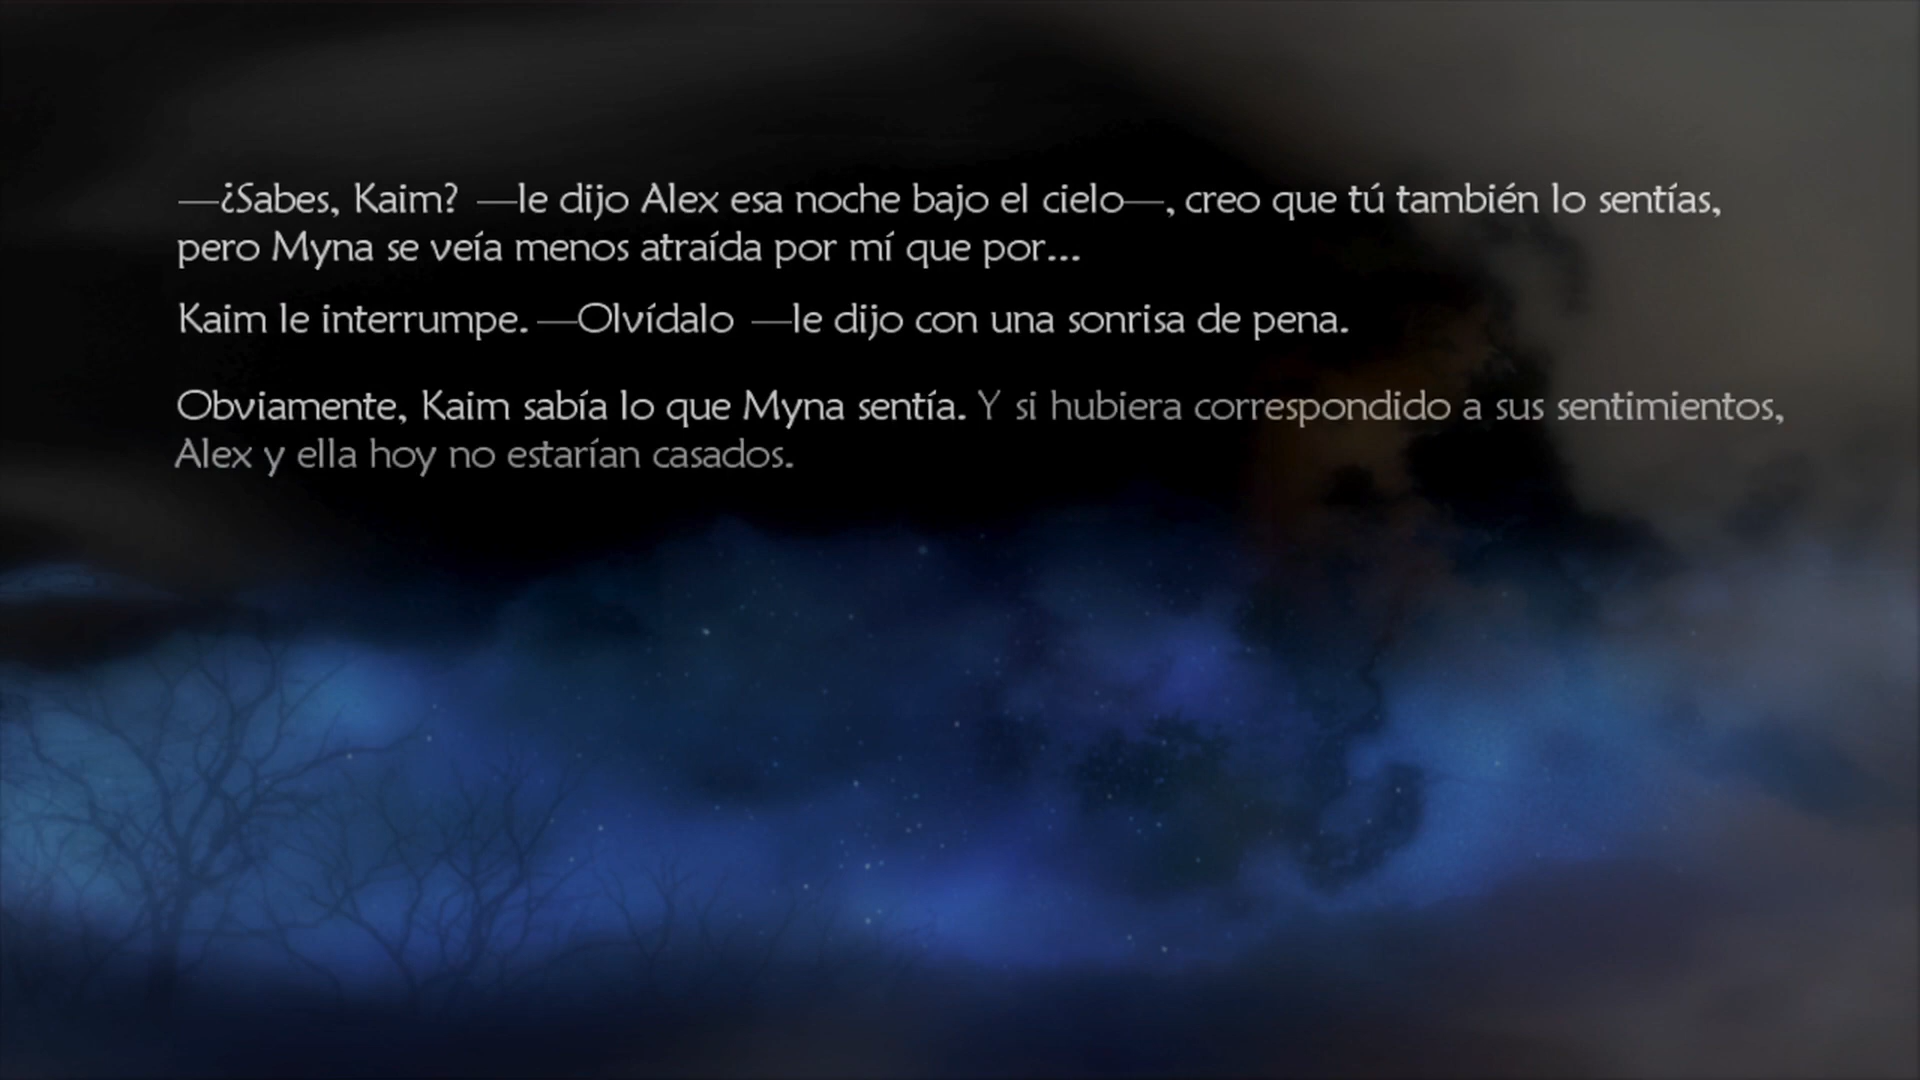 —¿Sabes, Kaim? —le dijo Alex esa noche bajo el cielo—, creo que tú también lo sentías,
pero Myna se veía menos atraída por mí que por...
Kaim le interrumpe. —Olvídalo —le dijo con una sonrisa de pena.
Obviamente, Kaim sabía lo que Myna sentía. Y si hubiera correspondido a sus sentimientos,
Alex y ella hoy no estarían casados.